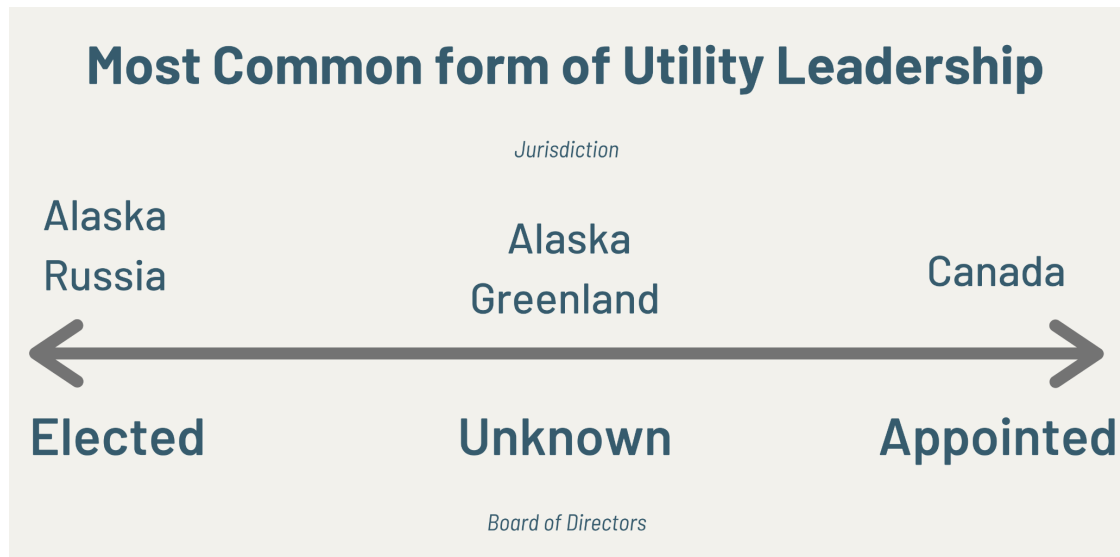 Most Common form of Utility Leadership
Jurisdiction
Alaska
Russia
Alaska
Greenland
Canada
Elected
Unknown
Appointed
Board of Directors